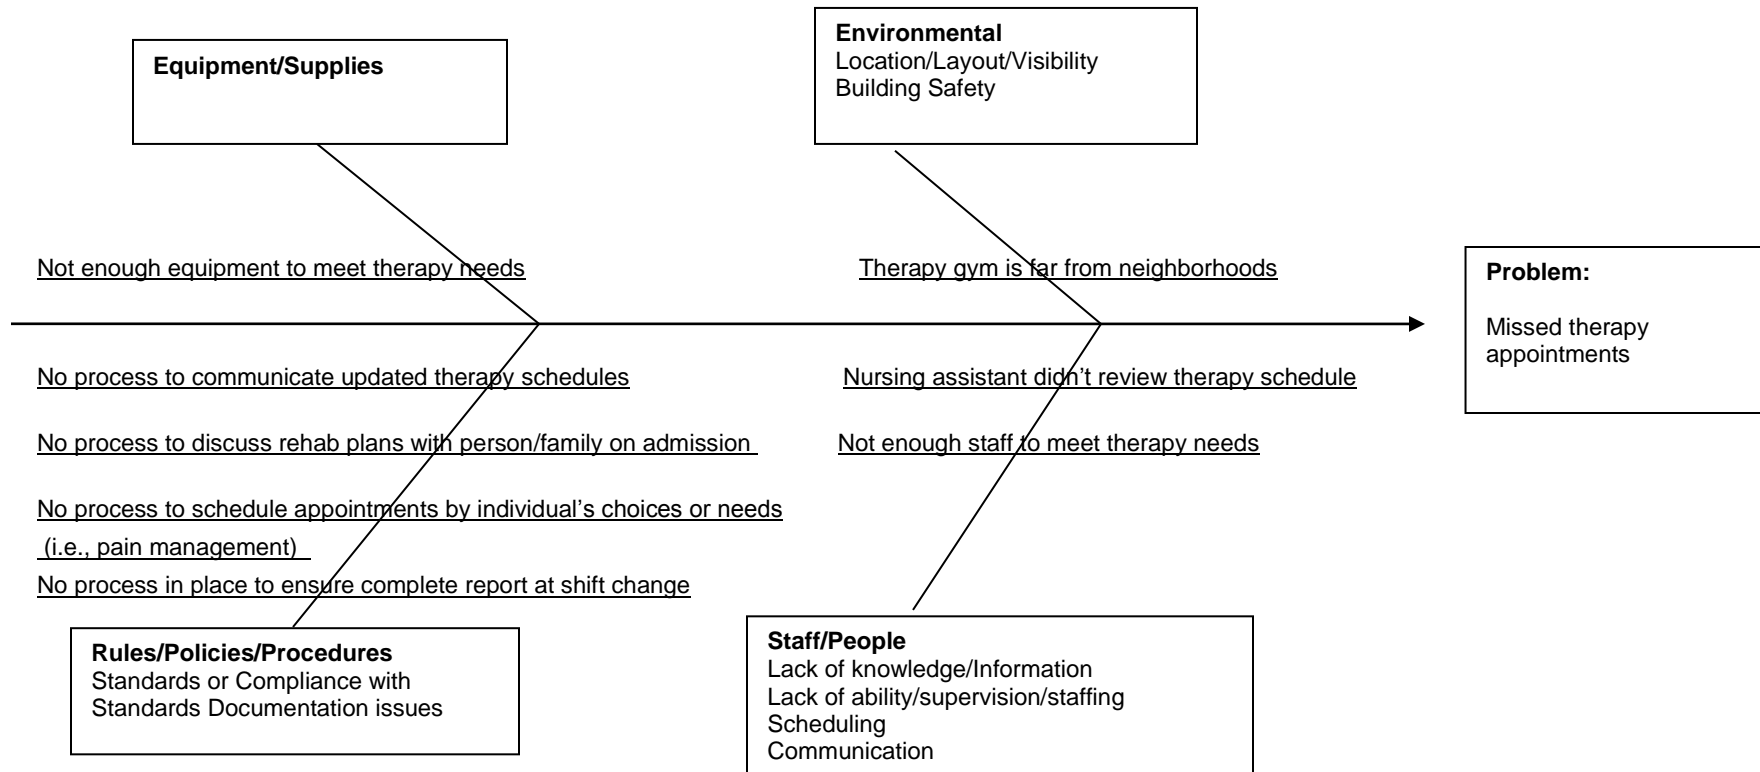 Equipment/Supplies
Environmental
Location/Layout/Visibility
Building Safety
Not enough equipment to meet therapy needs
Therapy gym is far from neighborhoods
Problem:
Missed therapy
appointments
No process to communicate updated therapy schedules
Nursing assistant didn’t review therapy schedule
No process to discuss rehab plans with person/family on admission
Not enough staff to meet therapy needs
No process to schedule appointments by individual’s choices or needs
(i.e., pain management)
No process in place to ensure complete report at shift change
Rules/Policies/Procedures
Standards or Compliance with
Standards Documentation issues
Staff/People
Lack of knowledge/Information
Lack of ability/supervision/staffing
Scheduling
Communication